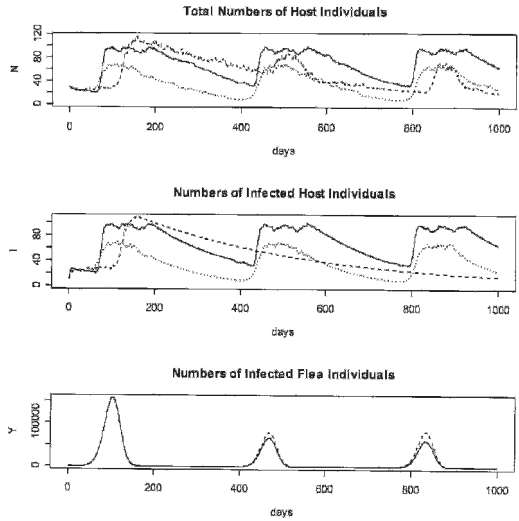 Total Numbers of Host Individuals
N
120
80
40
0
0 200 400 600 800 1000
days
Numbers of Infected Host Individuals
I
80
40
0
0 200 400 600 800 1000
days
Numbers of Infected Flea Individuals
Y
100000
0
0 200 400 600 800 1000
days